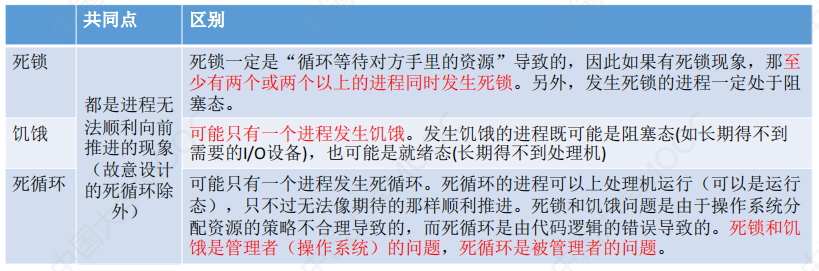 共同点
区别
死锁
都是进程无
法顺利向前
推进的现象
（故意设计
的死循环除
外）
死锁一定是“循环等待对方手里的资源”导致的，因此如果有死锁现象，那至
少有两个或两个以上的进程同时发生死锁。另外，发生死锁的进程一定处于阻
塞态。
饥饿
可能只有一个进程发生饥饿。发生饥饿的进程既可能是阻塞态(如长期得不到
需要的I/O设备)，也可能是就绪态(长期得不到处理机)
死循环
可能只有一个进程发生死循环。死循环的进程可以上处理机运行（可以是运行
态），只不过无法像期待的那样顺利推进。死锁和饥饿问题是由于操作系统分
配资源的策略不合理导致的，而死循环是由代码逻辑的错误导致的。死锁和饥
饿是管理者（操作系统）的问题，死循环是被管理者的问题。